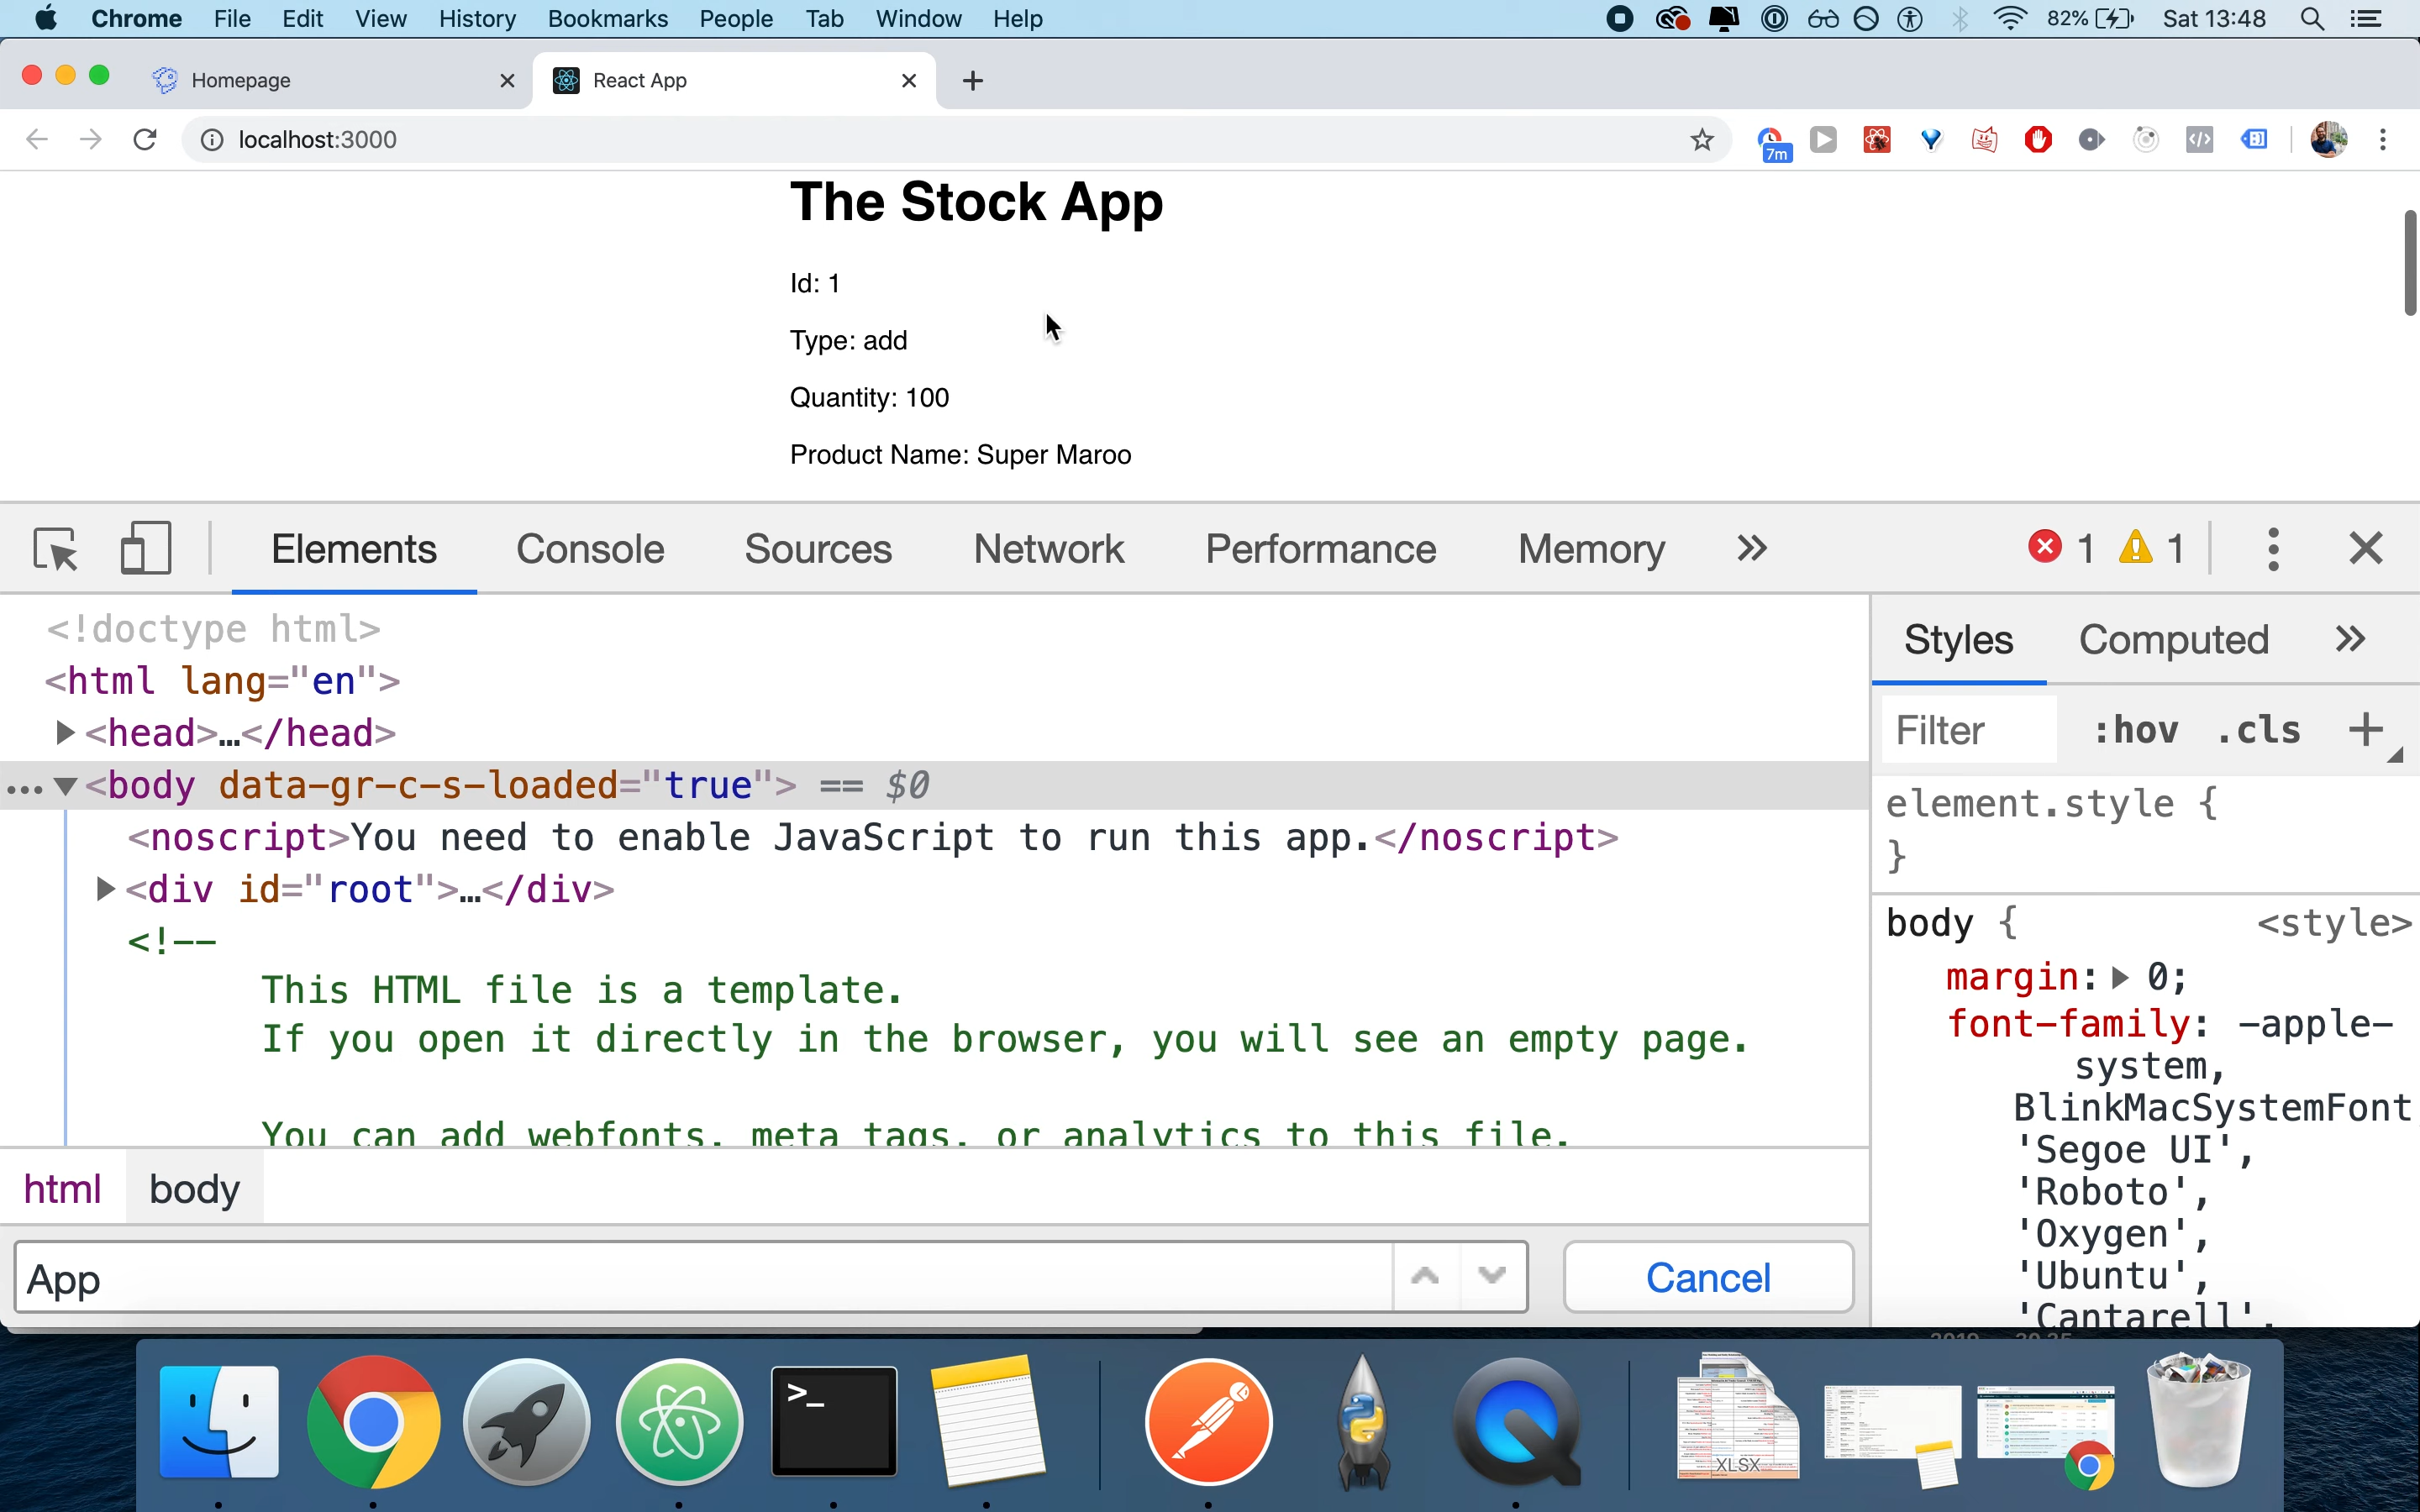 Chrome File Edit View History Bookmarks People Tab Window Help 82% Sat 13:48
Homepage React App
localhost:3000
7m
The Stock App
Id: 1
Type: add
Quantity: 100
Product Name: Super Maroo
Elements Console Sources Network Performance Memory 1 1
<!doctype html>
<html lang="en">
<head>…</head>
<body data-gr-c-s-loaded="true"> == $0
<noscript>You need to enable JavaScript to run this app.</noscript>
<div id="root">…</div>
<!--
This HTML file is a template.
If you open it directly in the browser, you will see an empty page.
You can add webfonts, meta tags, or analytics to this file.
html body
App Cancel
Styles Computed
Filter :hov .cls
element.style {
}
body { <style>
margin: 0;
font-family: -apple-
system,
BlinkMacSystemFont
'Segoe UI',
'Roboto',
'Oxygen',
'Ubuntu',
'Cantarell',
>_
XLSX